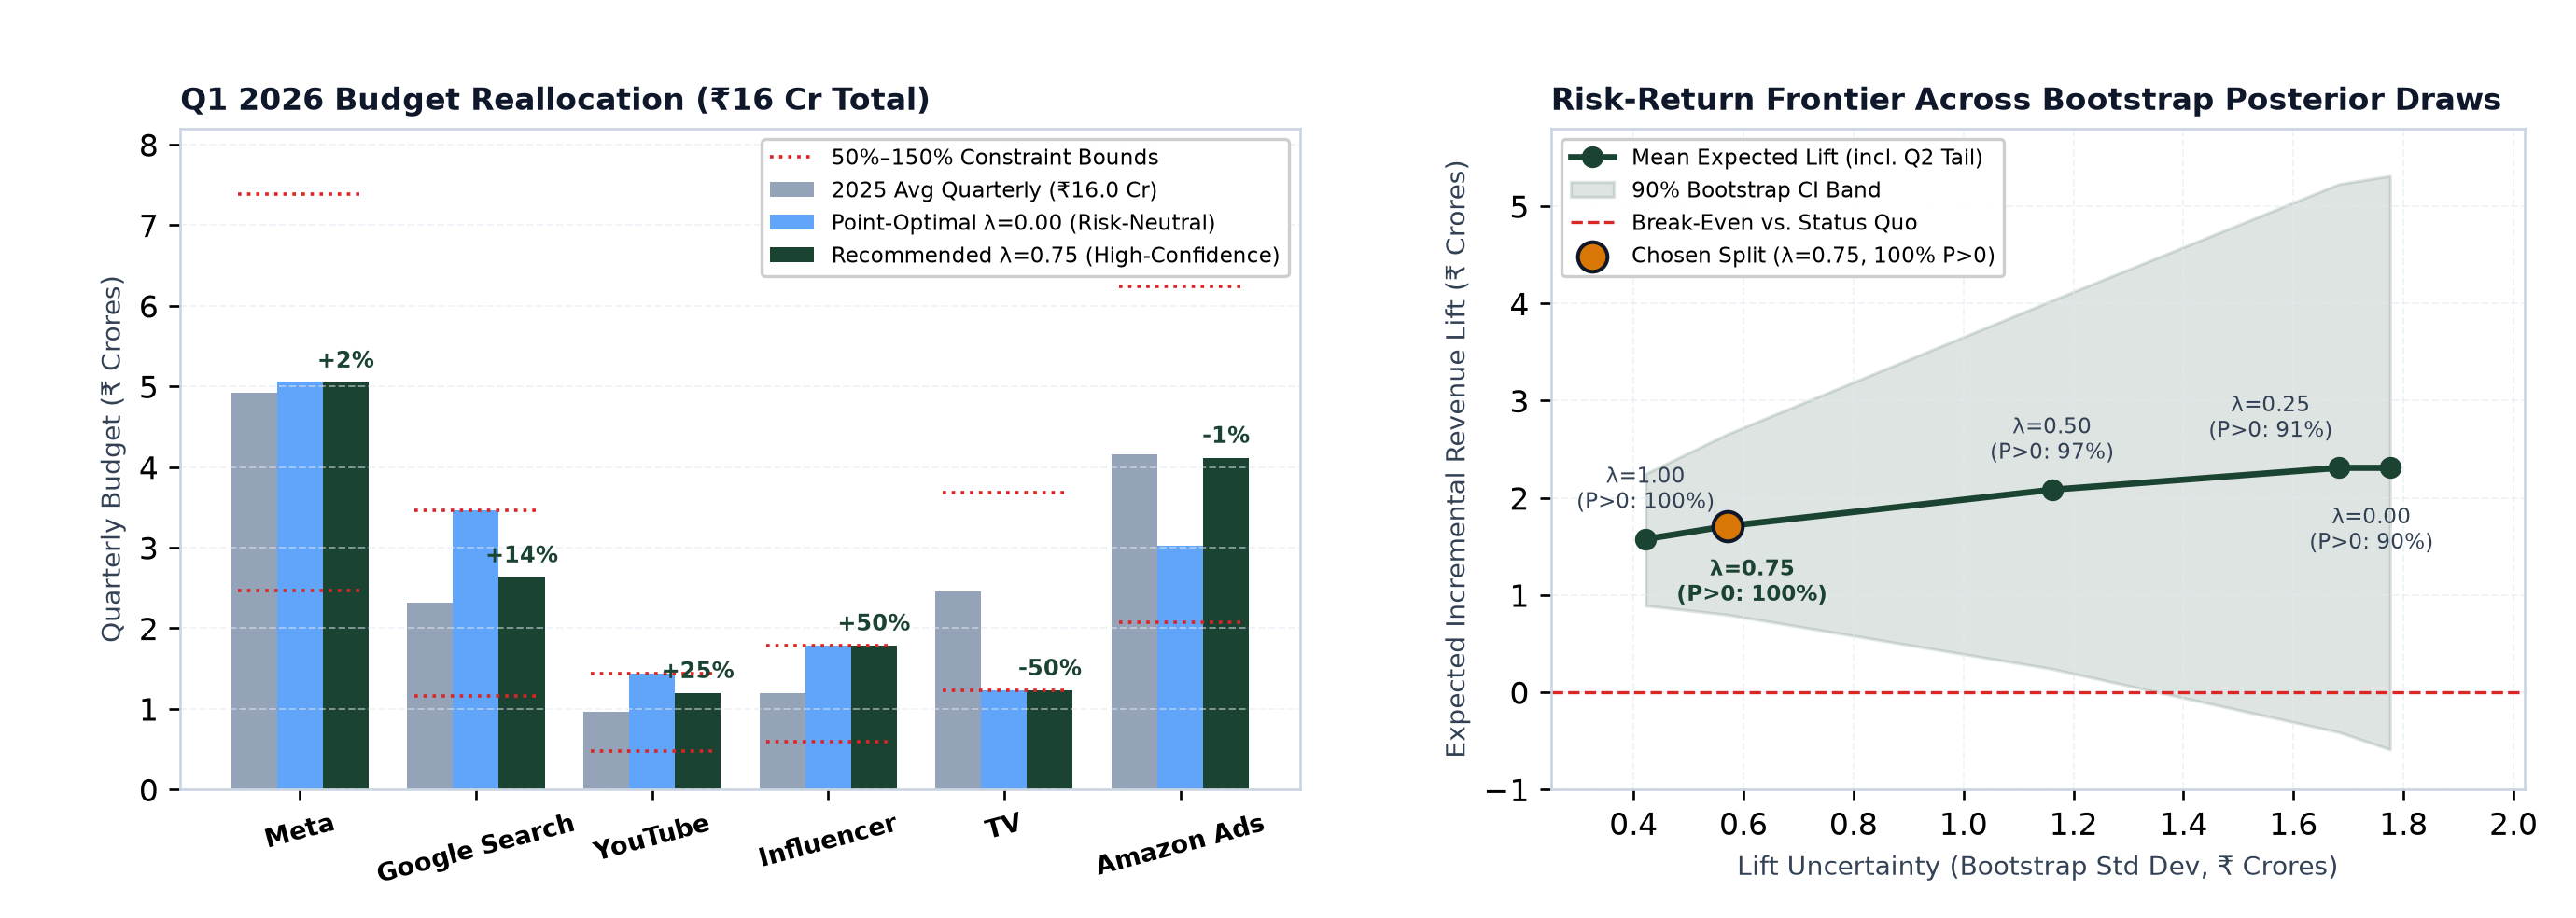 Q1 2026 Budget Reallocation (₹16 Cr Total)
Quarterly Budget (₹ Crores)
8
7
6
5
4
3
2
1
0
50%–150% Constraint Bounds
2025 Avg Quarterly (₹16.0 Cr)
Point-Optimal λ=0.00 (Risk-Neutral)
Recommended λ=0.75 (High-Confidence)
+2%
+14%
+25%
+50%
-50%
-1%
Meta
Google Search
YouTube
Influencer
TV
Amazon Ads
Risk-Return Frontier Across Bootstrap Posterior Draws
Expected Incremental Revenue Lift (₹ Crores)
5
4
3
2
1
0
−1
Mean Expected Lift (incl. Q2 Tail)
90% Bootstrap CI Band
Break-Even vs. Status Quo
Chosen Split (λ=0.75, 100% P>0)
λ=1.00
(P>0: 100%)
λ=0.75
(P>0: 100%)
λ=0.50
(P>0: 97%)
λ=0.25
(P>0: 91%)
λ=0.00
(P>0: 90%)
0.4
0.6
0.8
1.0
1.2
1.4
1.6
1.8
2.0
Lift Uncertainty (Bootstrap Std Dev, ₹ Crores)